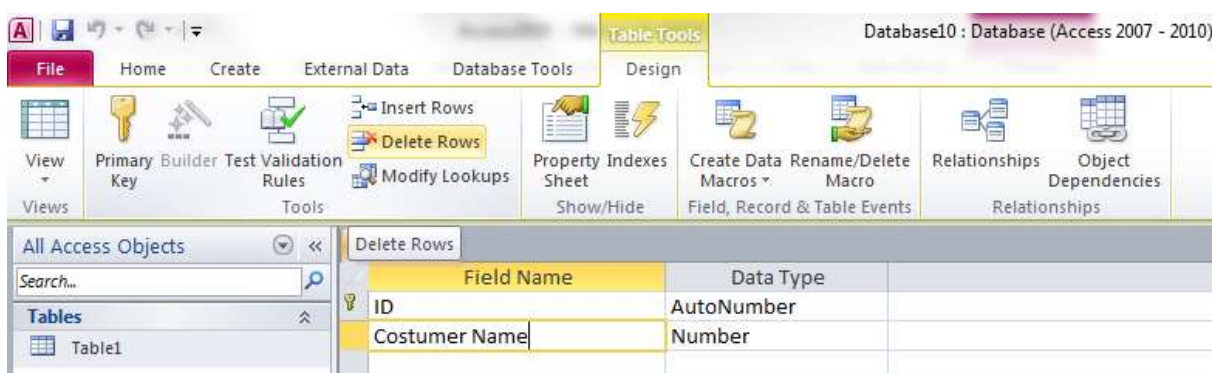 A
Table Tools
Database10 : Database (Access 2007 - 2010)
File Home Create External Data Database Tools Design
View
Primary Key
Builder
Test Validation Rules
Insert Rows
Delete Rows
Modify Lookups
Property Sheet
Indexes
Create Data Macros
Rename/Delete Macro
Relationships
Object Dependencies
Views Tools Show/Hide Field, Record & Table Events Relationships
All Access Objects «
Delete Rows
Search...
Field Name Data Type
Tables
ID AutoNumber
Table1
Costumer Name Number